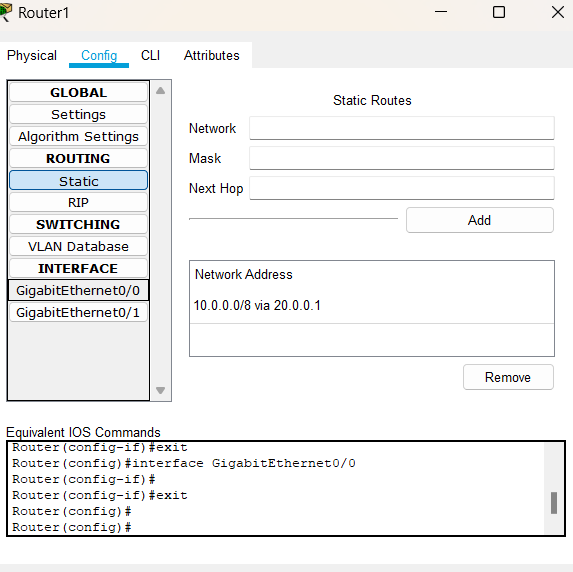 Router1
Physical Config CLI Attributes
GLOBAL
Settings
Algorithm Settings
ROUTING
Static
RIP
SWITCHING
VLAN Database
INTERFACE
GigabitEthernet0/0
GigabitEthernet0/1
Static Routes
Network
Mask
Next Hop
Add
Network Address
10.0.0.0/8 via 20.0.0.1
Remove
Equivalent IOS Commands
Router(config-if)#exit
Router(config)#interface GigabitEthernet0/0
Router(config-if)#
Router(config-if)#exit
Router(config)#
Router(config)#